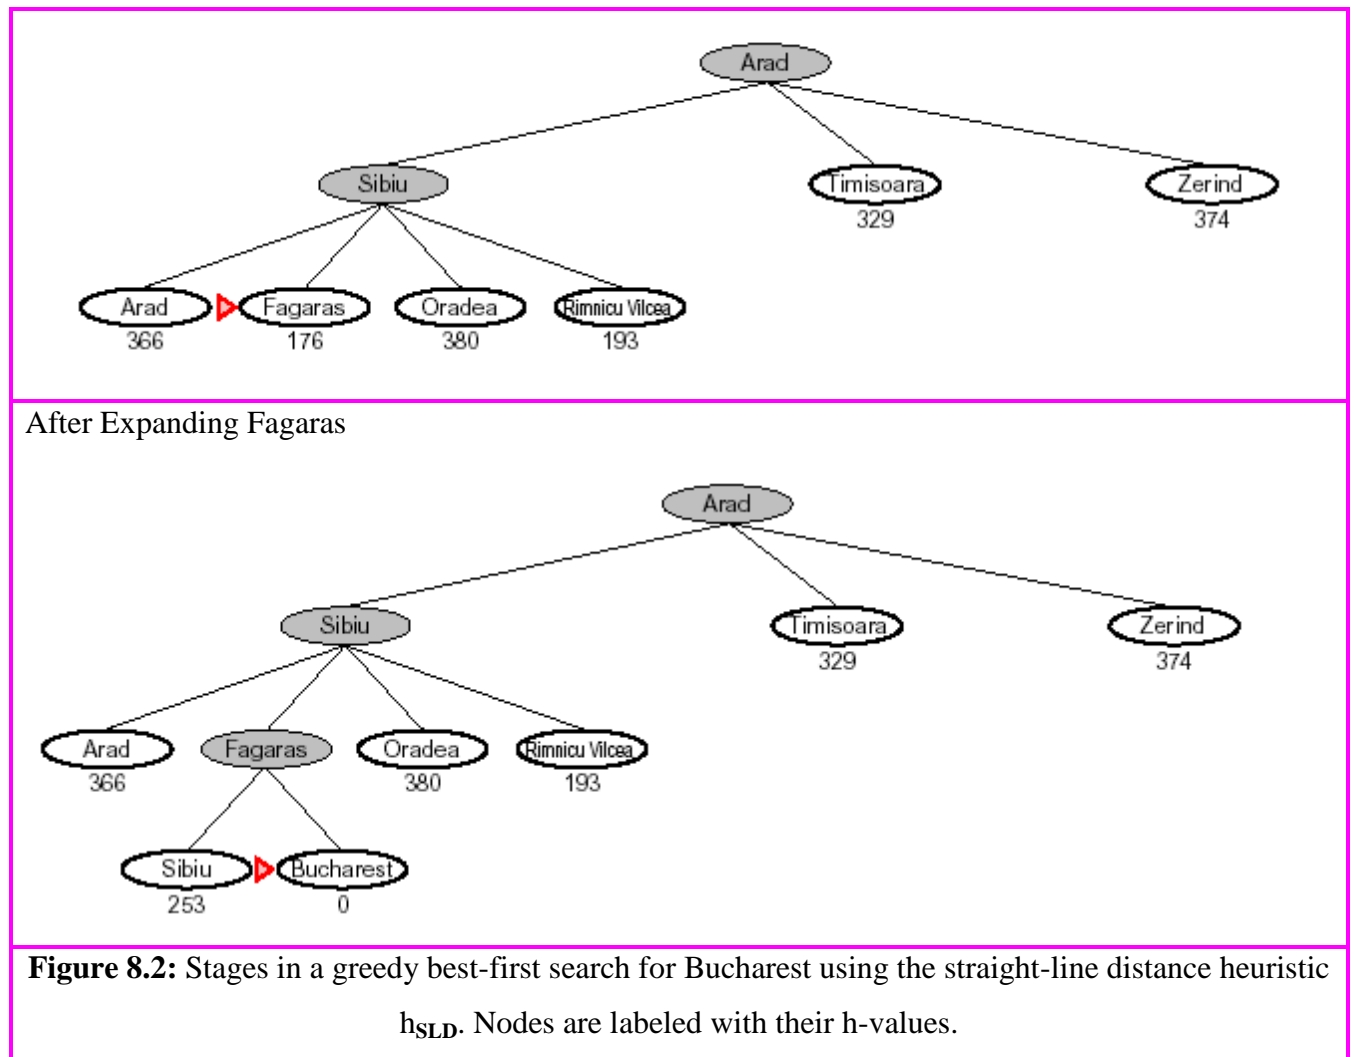 Arad
Sibiu Timisoara Zerind
329 374
Arad Fagaras Oradea Rimnicu Vilcea
366 176 380 193
After Expanding Fagaras
Arad
Sibiu Timisoara Zerind
329 374
Arad Fagaras Oradea Rimnicu Vilcea
366 380 193
Sibiu Bucharest
253 0
Figure 8.2: Stages in a greedy best-first search for Bucharest using the straight-line distance heuristic
hSLD. Nodes are labeled with their h-values.